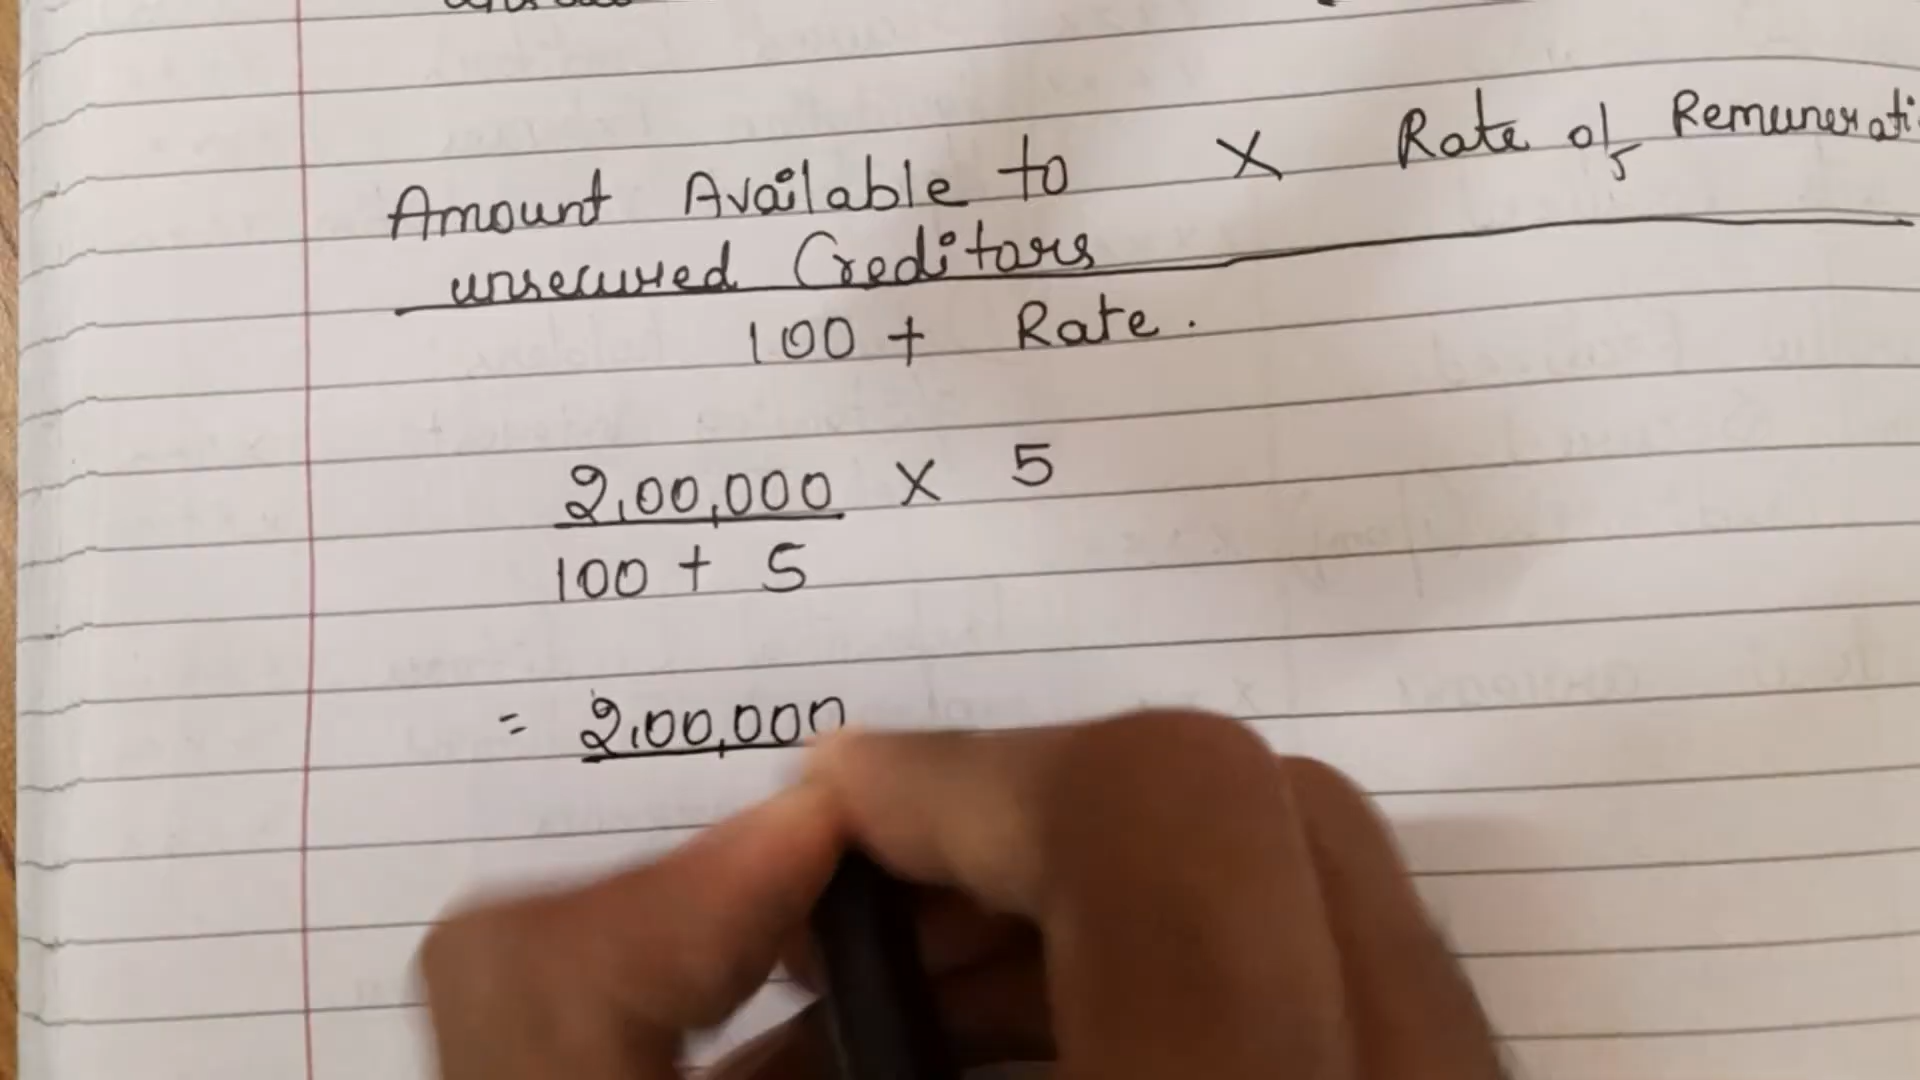 Amount Available to X Rate of Remunerati
unsecured Creditors
100 + Rate.
2,00,000 X 5
100 + 5
= 2,00,000